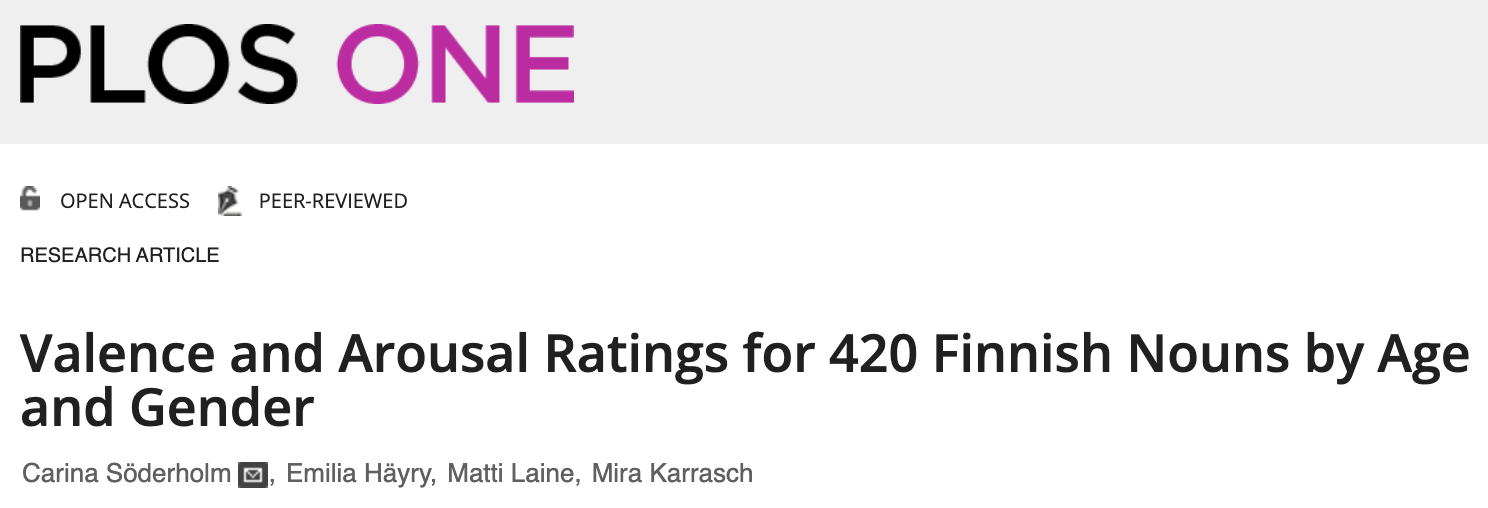 PLOS ONE
OPEN ACCESS PEER-REVIEWED
RESEARCH ARTICLE
Valence and Arousal Ratings for 420 Finnish Nouns by Age
and Gender
Carina Söderholm , Emilia Häyry, Matti Laine, Mira Karrasch